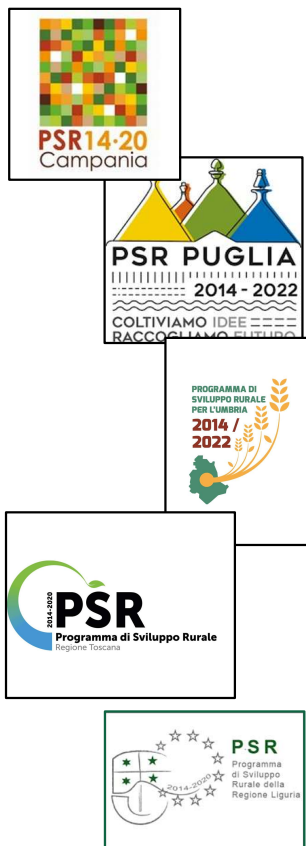 PSR14·20
Campania
PSR PUGLIA
2014 - 2022
COLTIVIAMO IDEE
RACCOGLIAMO FUTURO
PROGRAMMA DI
SVILUPPO RURALE
PER L'UMBRIA
2014 /
2022
2014-2020
PSR
Programma di Sviluppo Rurale
Regione Toscana
PSR
Programma
di Sviluppo
Rurale della
Regione Liguria
2014-2020